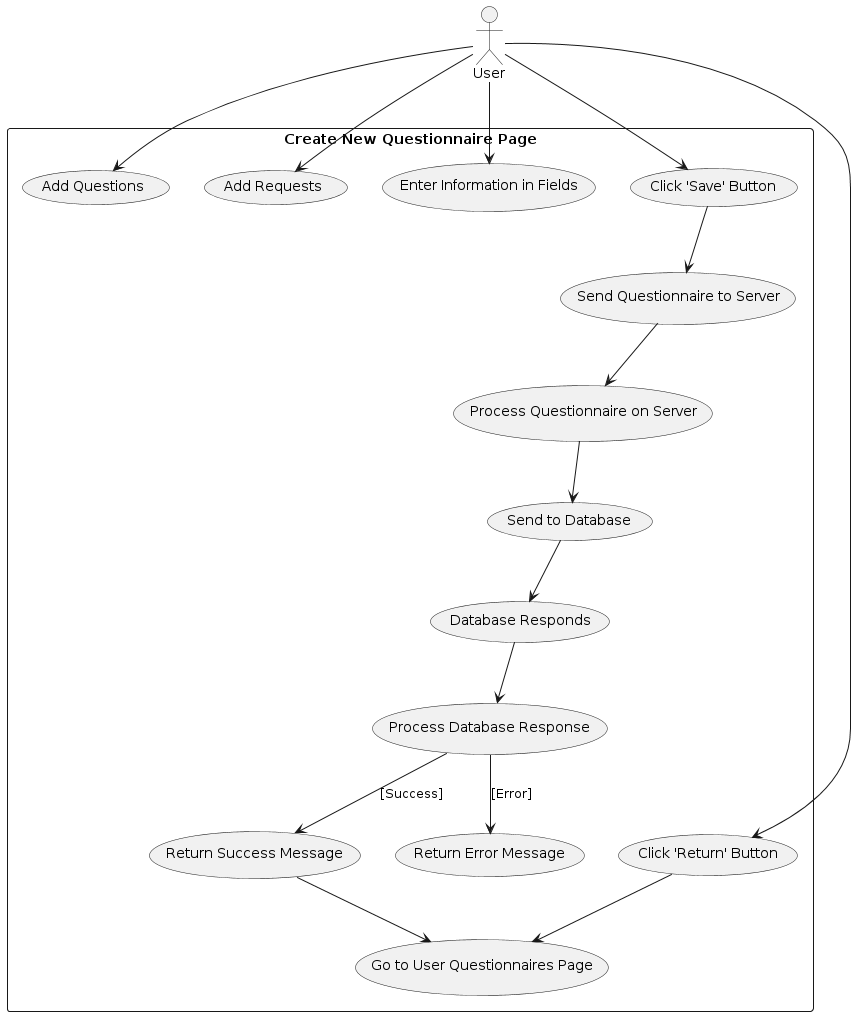 User
Create New Questionnaire Page
Add Questions
Add Requests
Enter Information in Fields
Click 'Save' Button
Send Questionnaire to Server
Process Questionnaire on Server
Send to Database
Database Responds
Process Database Response
[Success]
[Error]
Return Success Message
Return Error Message
Click 'Return' Button
Go to User Questionnaires Page